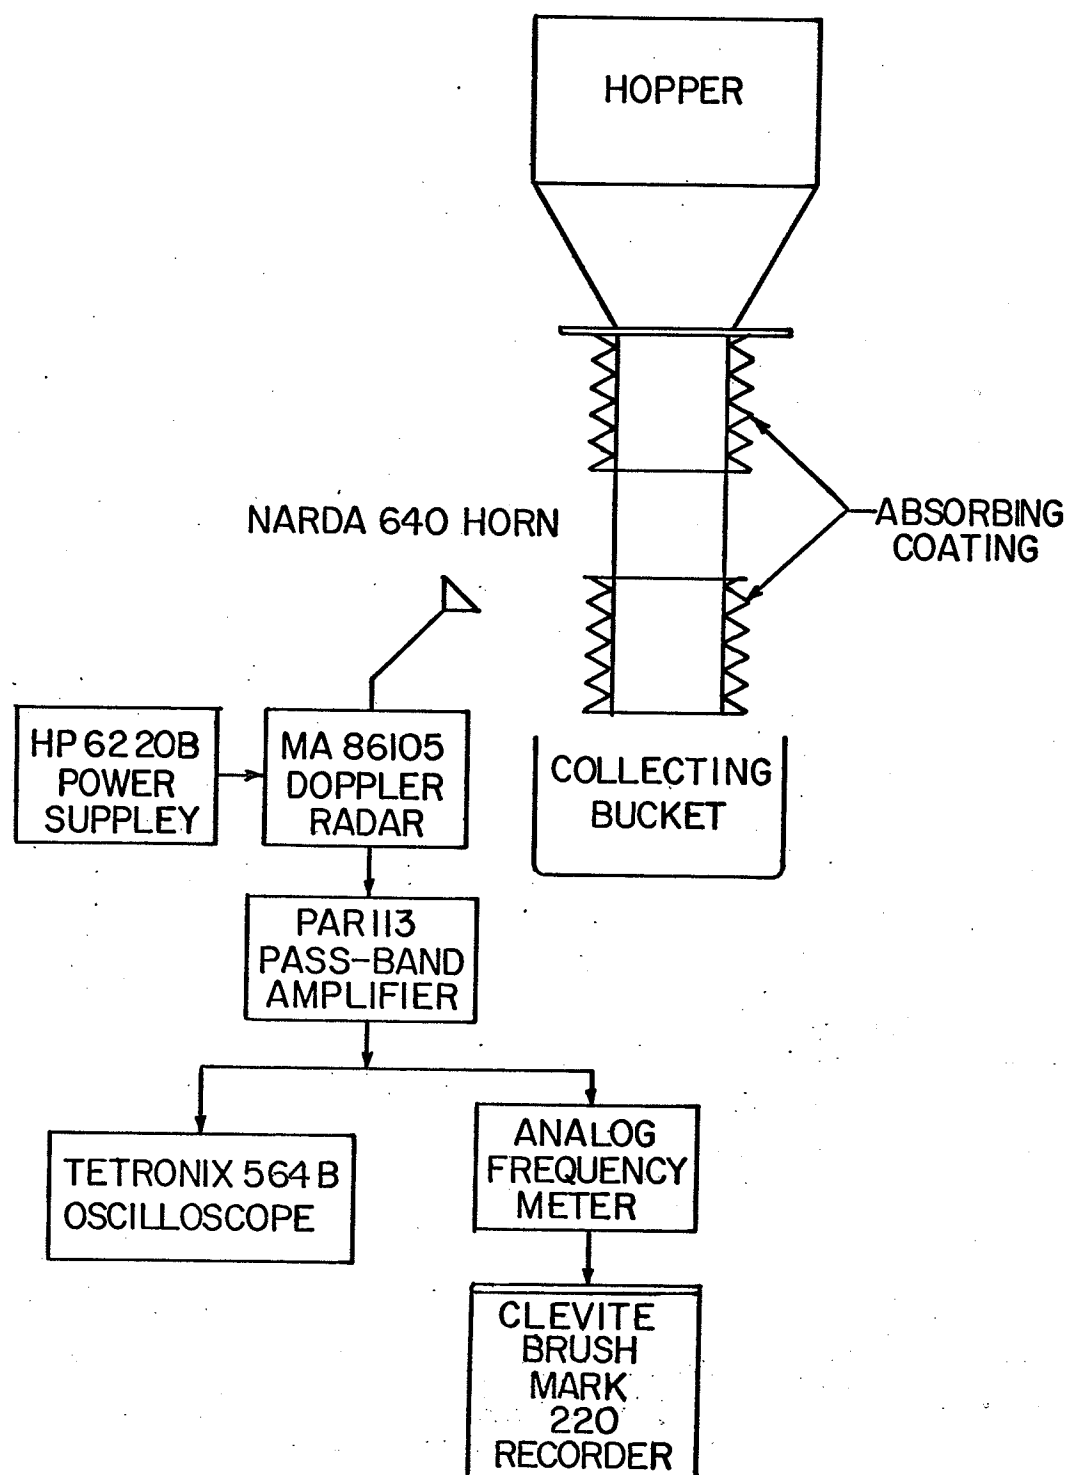 HOPPER
NARDA 640 HORN
ABSORBING
COATING
HP 6220B
POWER
SUPPLEY
MA 86105
DOPPLER
RADAR
COLLECTING
BUCKET
PAR 113
PASS-BAND
AMPLIFIER
TETRONIX 564 B
OSCILLOSCOPE
ANALOG
FREQUENCY
METER
CLEVITE
BRUSH
MARK
220
RECORDER